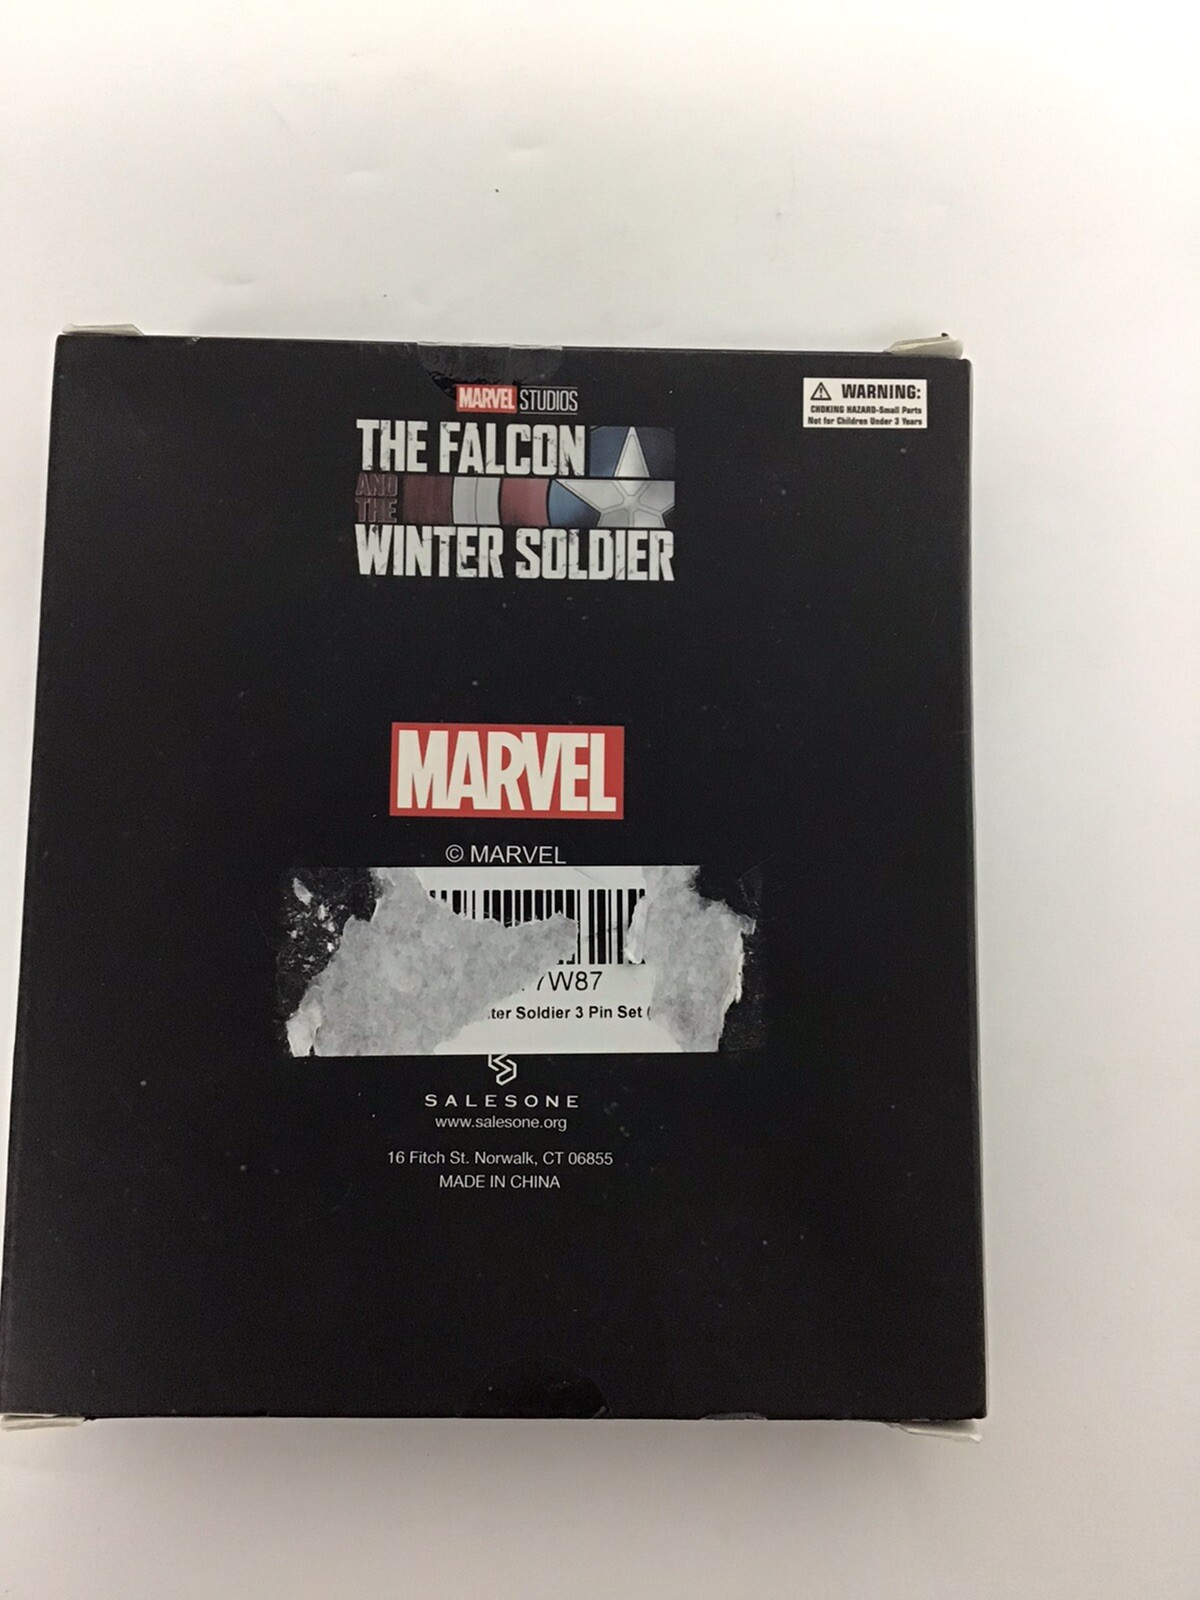 MARVEL STUDIOS
THE FALCON
AND
THE
WINTER SOLDIER
WARNING:
CHOKING HAZARD-Small Parts
Not for Children Under 3 Years
MARVEL
© MARVEL
7W87
Soldier 3 Pin Set (
SALESONE
www.salesone.org
16 Fitch St. Norwalk, CT 06855
MADE IN CHINA